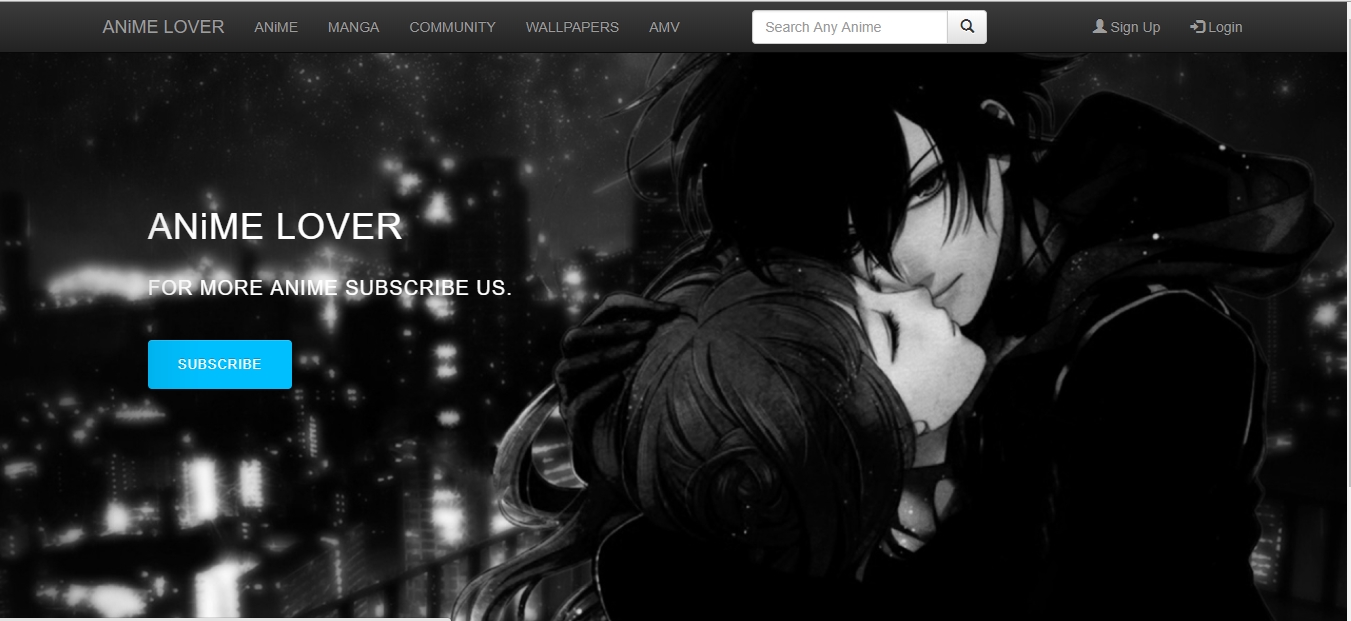 ANiME LOVER ANiME MANGA COMMUNITY WALLPAPERS AMV Search Any Anime Sign Up Login
ANiME LOVER
FOR MORE ANIME SUBSCRIBE US.
SUBSCRIBE